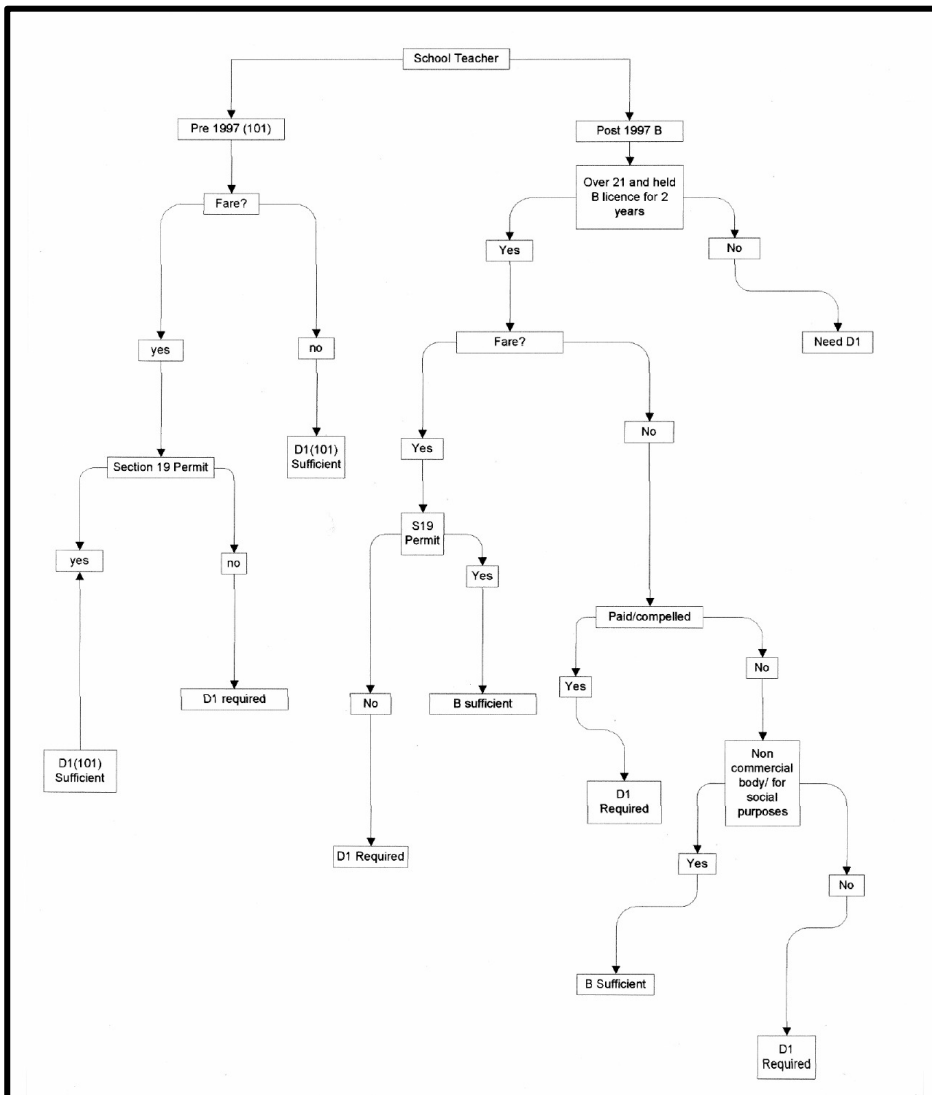 School Teacher
Pre 1997 (101)
Post 1997 B
Fare?
Over 21 and held
B licence for 2
years
Yes
No
yes
no
Fare?
Need D1
D1(101)
Sufficient
Yes
No
Section 19 Permit
S19
Permit
yes
no
Yes
Paid/compelled
No
Yes
D1 required
No
B sufficient
D1(101)
Sufficient
Non
commercial
body/ for
social
purposes
D1
Required
D1 Required
Yes
No
B Sufficient
D1
Required